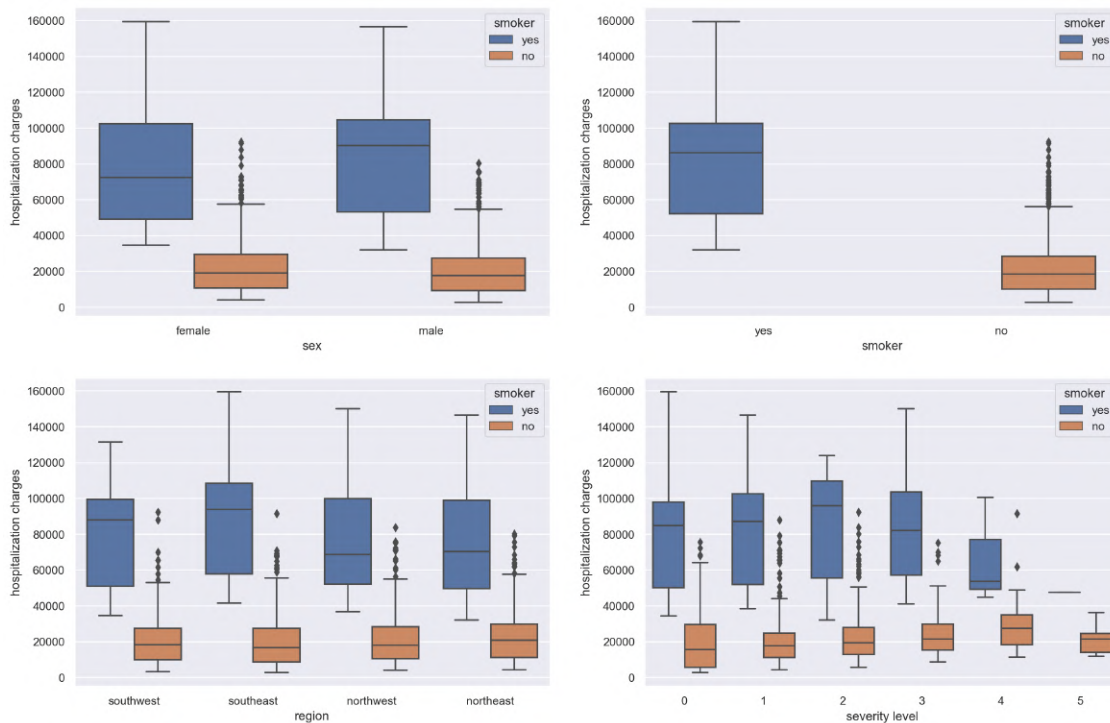 smoker
yes
no
160000
140000
120000
100000
80000
60000
40000
20000
0
hospitalization charges
female
male
sex
smoker
yes
no
160000
140000
120000
100000
80000
60000
40000
20000
0
hospitalization charges
yes
no
smoker
smoker
yes
no
160000
140000
120000
100000
80000
60000
40000
20000
0
hospitalization charges
southwest
southeast
northwest
northeast
region
smoker
yes
no
160000
140000
120000
100000
80000
60000
40000
20000
0
hospitalization charges
0
1
2
3
4
5
severity level